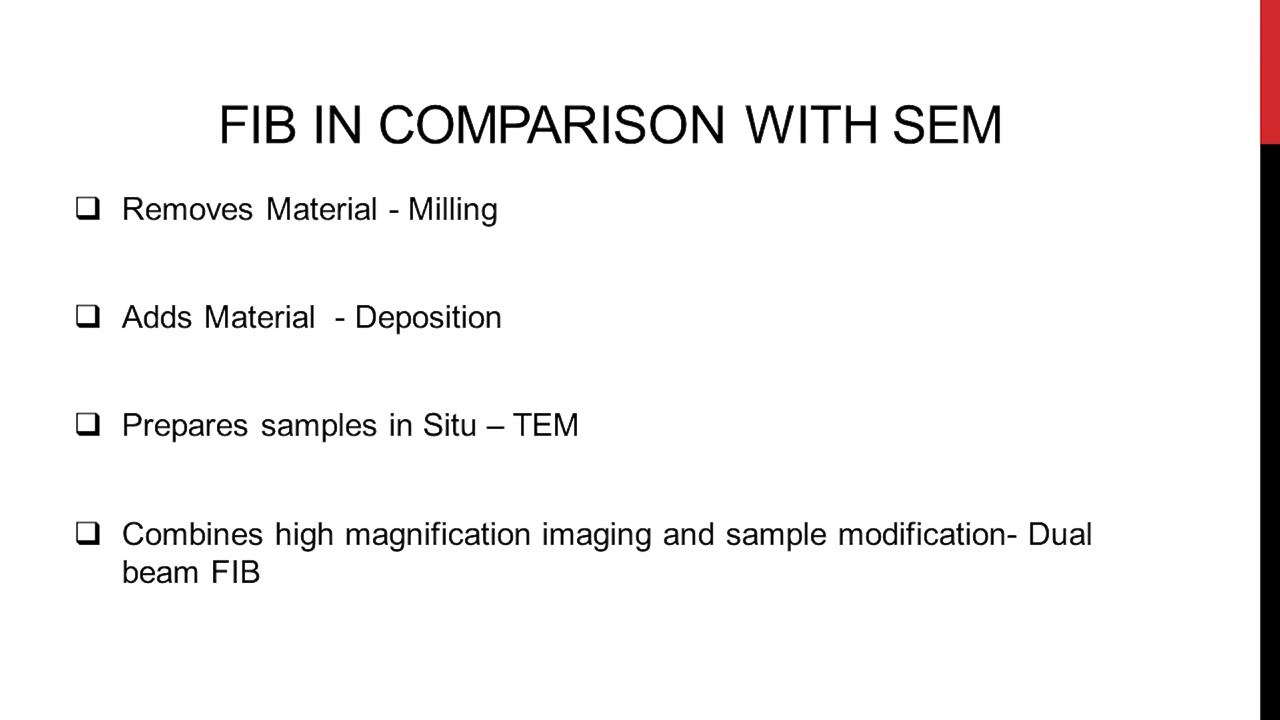 FIB IN COMPARISON WITH SEM
❑ Removes Material - Milling
❑ Adds Material  - Deposition
❑ Prepares samples in Situ – TEM
❑ Combines high magnification imaging and sample modification- Dual
beam FIB